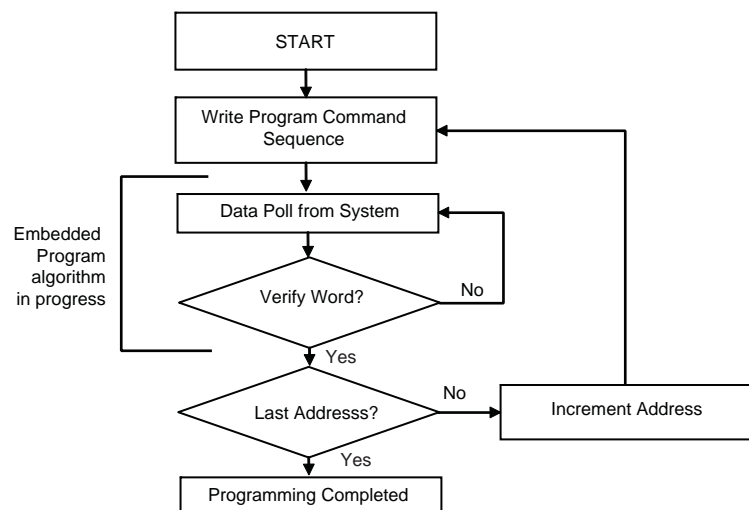 START
Write Program Command
Sequence
Data Poll from System
Embedded
Program
algorithm
in progress
Verify Word?
No
Yes
Last Addresss?
No
Increment Address
Yes
Programming Completed